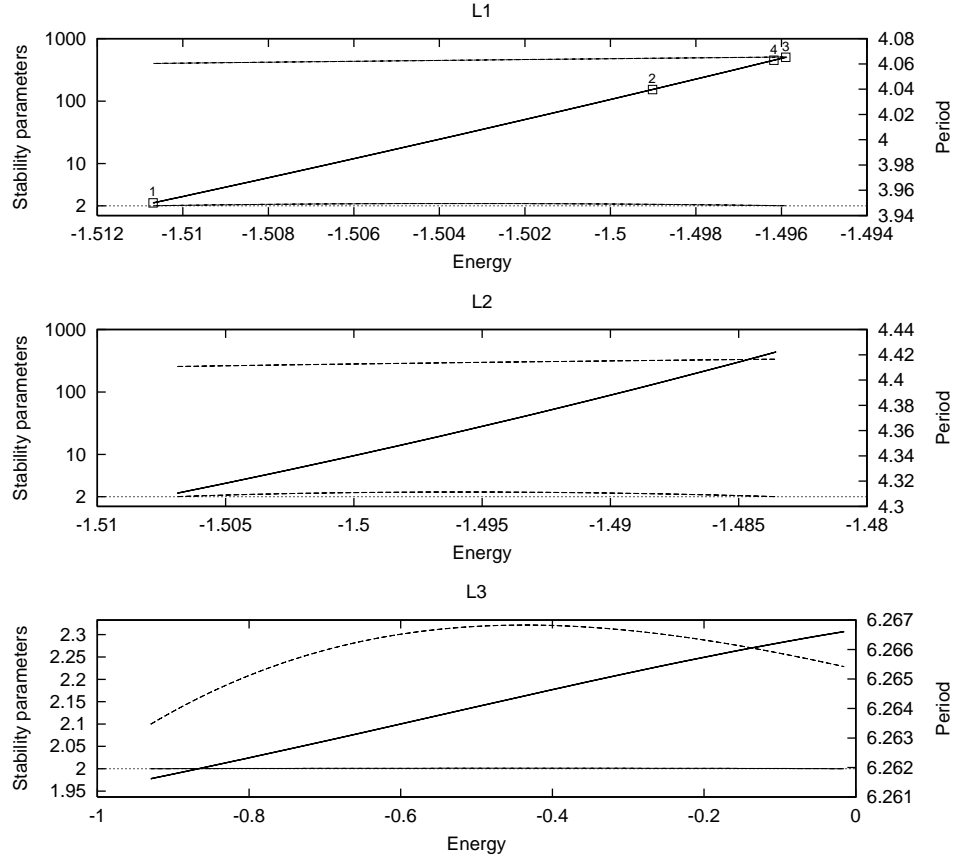 L1
1000
100
10
2
Stability parameters
4.08
4.06
4.04
4.02
4
3.98
3.96
3.94
Period
1
2
4 3
-1.512 -1.51 -1.508 -1.506 -1.504 -1.502 -1.5 -1.498 -1.496 -1.494
Energy
L2
1000
100
10
2
Stability parameters
4.44
4.42
4.4
4.38
4.36
4.34
4.32
4.3
Period
-1.51 -1.505 -1.5 -1.495 -1.49 -1.485 -1.48
Energy
L3
2.3
2.25
2.2
2.15
2.1
2.05
2
1.95
Stability parameters
6.267
6.266
6.265
6.264
6.263
6.262
6.261
Period
-1 -0.8 -0.6 -0.4 -0.2 0
Energy